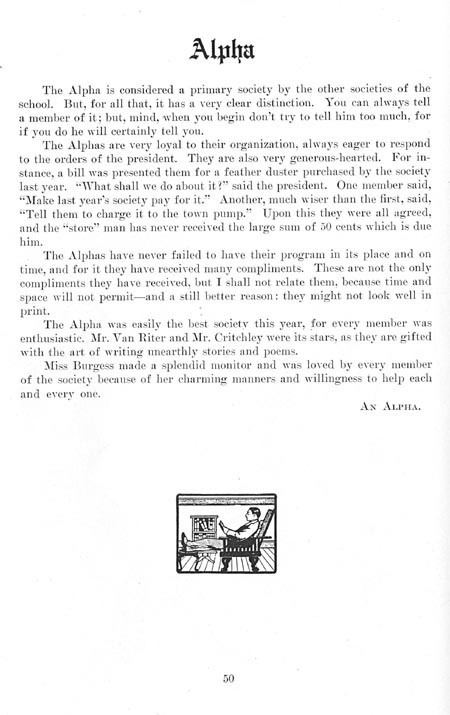 Alpha
The Alpha is considered a primary society by the other societies of the
school. But, for all that, it has a very clear distinction. You can always tell
a member of it; but, mind, when you begin don't try to tell him too much, for
if you do he will certainly tell you.
The Alphas are very loyal to their organization, always eager to respond
to the orders of the president. They are also very generous-hearted. For in-
stance, a bill was presented them for a feather duster purchased by the society
last year. “What shall we do about it?” said the president. One member said,
“Make last year's society pay for it.” Another, much wiser than the first, said,
“Tell them to charge it to the town pump.” Upon this they were all agreed,
and the “store” man has never received the large sum of 50 cents which is due
him.
The Alphas have never failed to have their program in its place and on
time, and for it they have received many compliments. These are not the only
compliments they have received, but I shall not relate them, because time and
space will not permit—and a still better reason: they might not look well in
print.
The Alpha was easily the best society this year, for every member was
enthusiastic. Mr. Van Riter and Mr. Critchley were its stars, as they are gifted
with the art of writing unearthly stories and poems.
Miss Burgess made a splendid monitor and was loved by every member
of the society because of her charming manners and willingness to help each
and every one.
An Alpha.
50